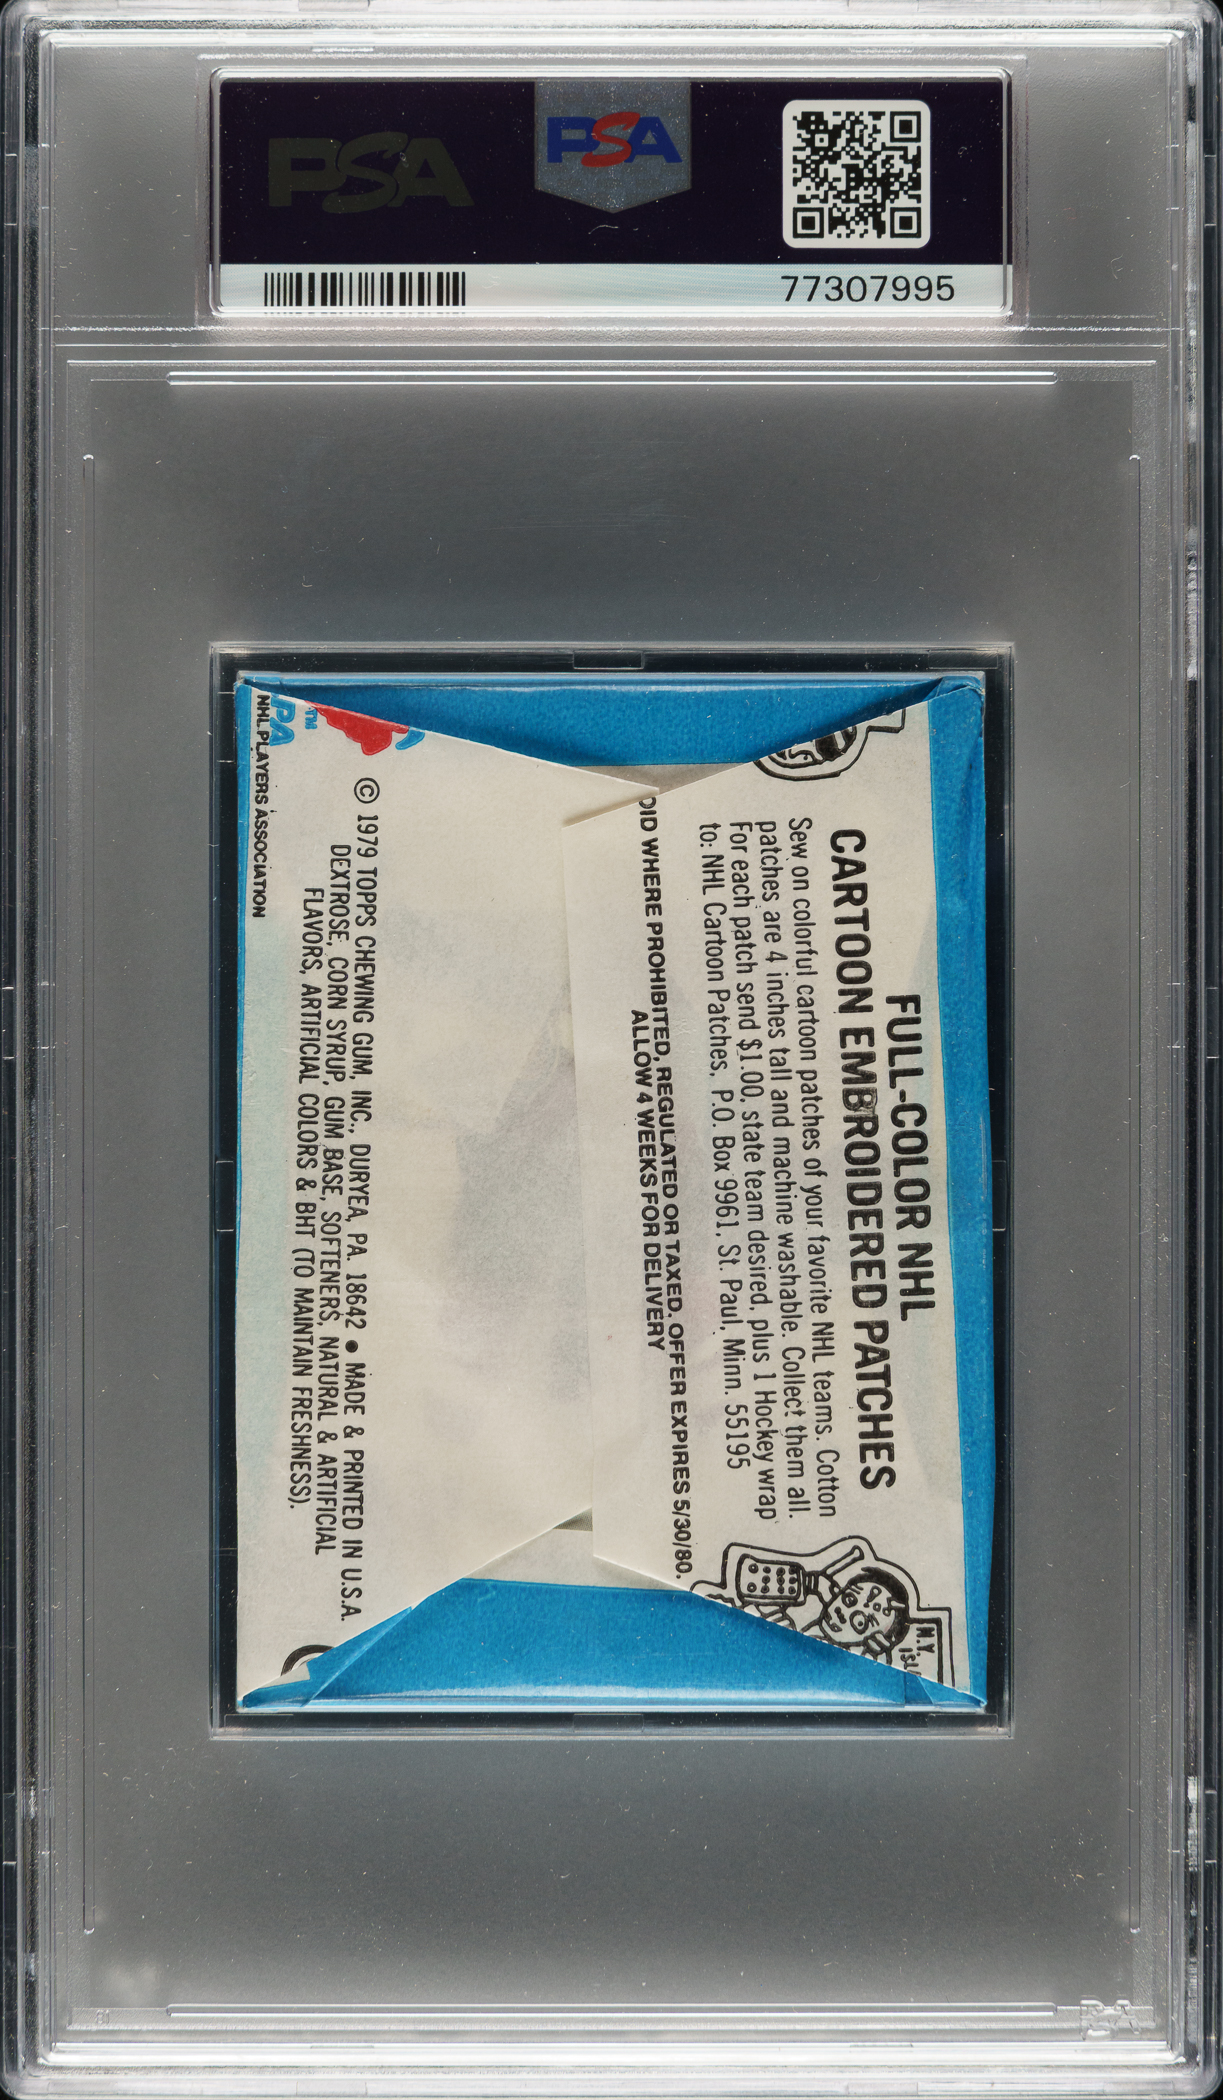 PSA
PSA
77307995
FULL-COLOR NHL
CARTOON EMBROIDERED PATCHES
Sew on colorful cartoon patches of your favorite NHL teams. Cotton
patches are 4 inches tall and machine washable. Collect them all.
For each patch send $1.00, state team desired, plus 1 Hockey wrap
to: NHL Cartoon Patches, P.O. Box 9961, St. Paul, Minn. 55195
OID WHERE PROHIBITED, REGULATED OR TAXED. OFFER EXPIRES 5/30/80.
ALLOW 4 WEEKS FOR DELIVERY
N.Y.
ISL
© 1979 TOPPS CHEWING GUM, INC., DURYEA, PA. 18642 • MADE & PRINTED IN U.S.A.
DEXTROSE, CORN SYRUP, GUM BASE, SOFTENERS, NATURAL & ARTIFICIAL
FLAVORS, ARTIFICIAL COLORS & BHT (TO MAINTAIN FRESHNESS).
PA
TM
NHL PLAYERS ASSOCIATION